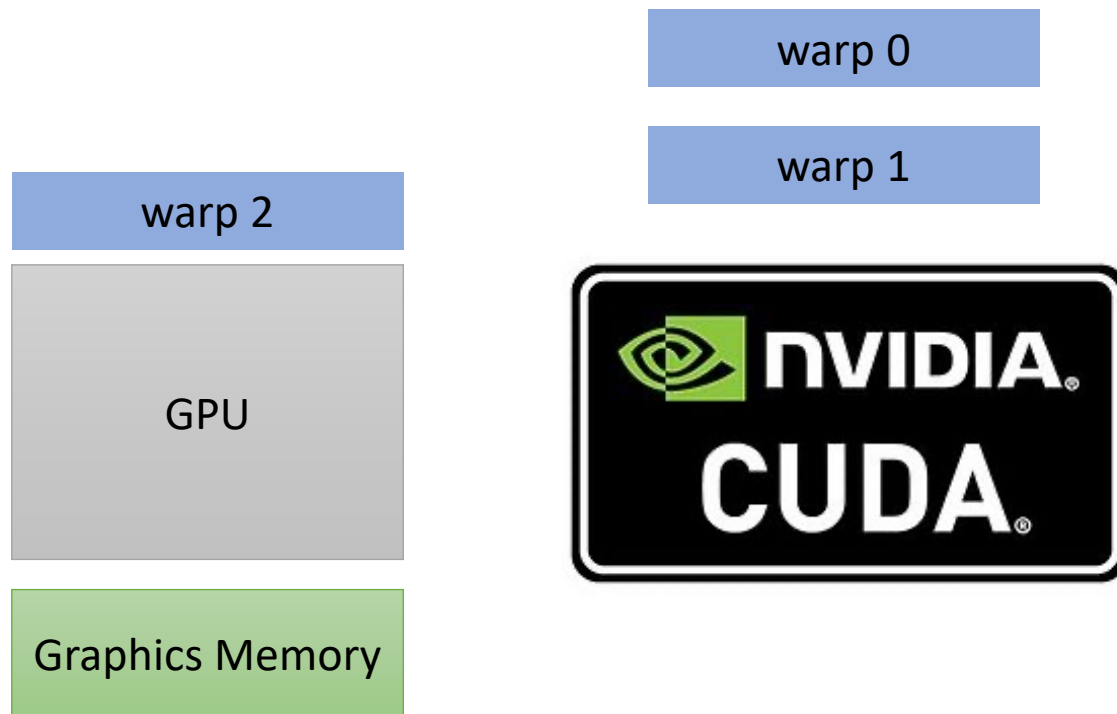 warp 0
warp 1
warp 2
GPU
Graphics Memory
NVIDIA®
CUDA®